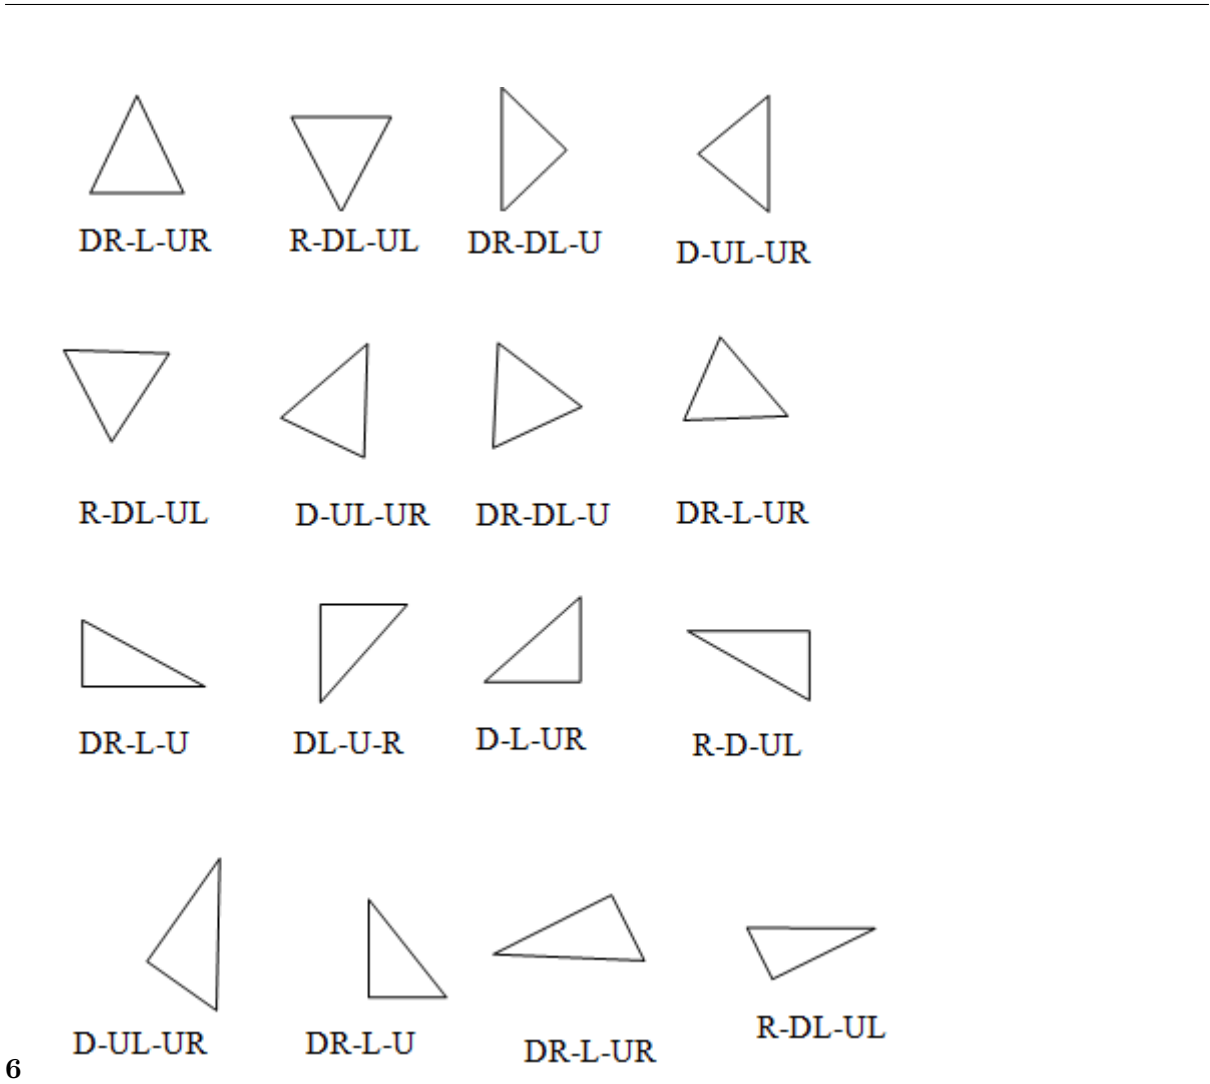 DR-L-UR R-DL-UL DR-DL-U D-UL-UR
R-DL-UL D-UL-UR DR-DL-U DR-L-UR
DR-L-U DL-U-R D-L-UR R-D-UL
D-UL-UR DR-L-U DR-L-UR R-DL-UL
6